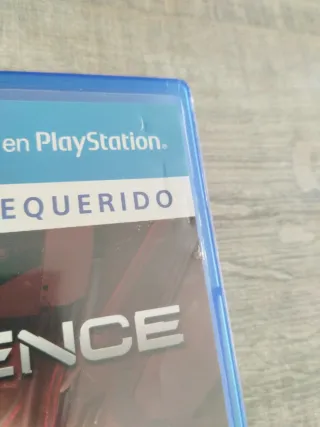 en PlayStation®
EQUERIDO
ENCE